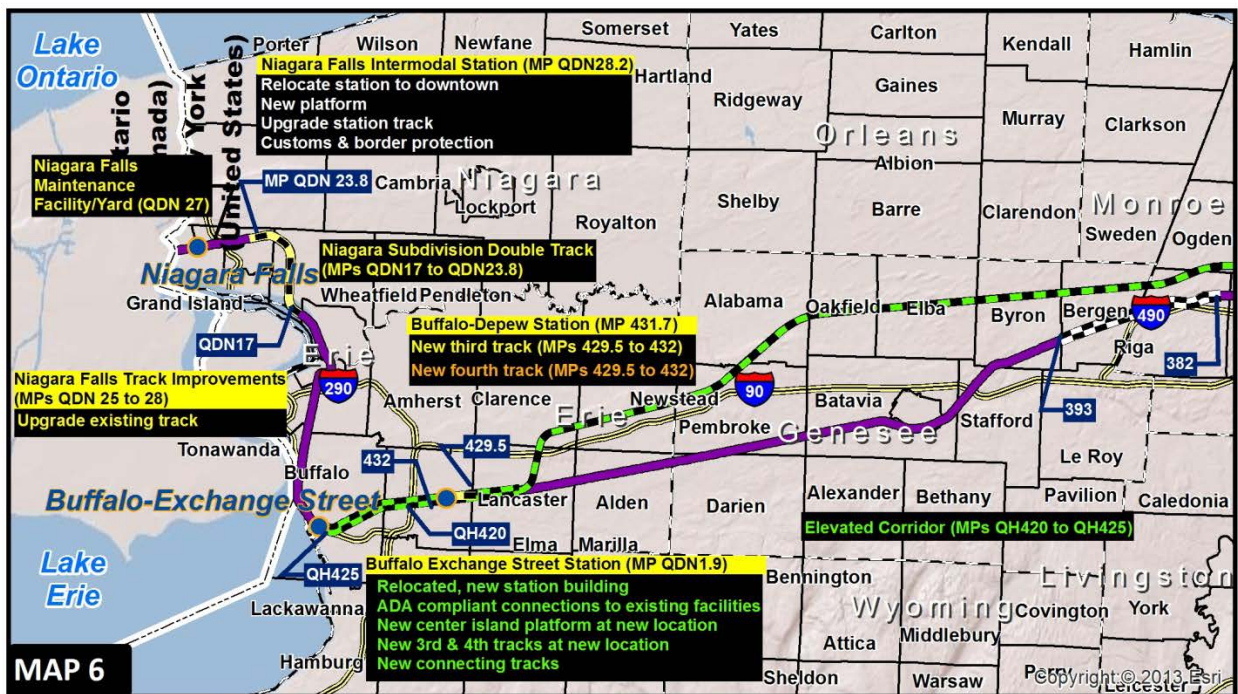 Lake
Ontario
Porter
Wilson
Newfane
Somerset
Yates
Carlton
Kendall
Hamlin
Niagara Falls Intermodal Station (MP QDN28.2)
Relocate station to downtown
New platform
Upgrade station track
Customs & border protection
Hartland
Ridgeway
Gaines
Murray
Clarkson
Orleans
Albion
York
United States)
Niagara Falls
Maintenance
Facility/Yard (QDN 27)
MP QDN 23.8
Cambria
Niagara
Lockport
Royalton
Shelby
Barre
Clarendon
Monroe
Sweden
Ogden
Niagara Falls
Niagara Subdivision Double Track
(MPs QDN17 to QDN23.8)
Grand Island
Wheatfield
Pendleton
Alabama
Oakfield
Elba
Byron
Bergen
490
Riga
382
QDN17
Buffalo-Depew Station (MP 431.7)
New third track (MPs 429.5 to 432)
New fourth track (MPs 429.5 to 432)
Erie
290
Niagara Falls Track Improvements
(MPs QDN 25 to 28)
Upgrade existing track
Amherst
Clarence
Erie
Newstead
90
Batavia
Pembroke
Genesee
Stafford
393
Le Roy
Tonawanda
Buffalo
432
429.5
Buffalo-Exchange Street
Lancaster
Alden
Darien
Alexander
Bethany
Pavilion
Caledonia
QH420
Elevated Corridor (MPs QH420 to QH425)
Elma
Marilla
Lake
Erie
QH425
Buffalo Exchange Street Station (MP QDN1.9)
Relocated, new station building
ADA compliant connections to existing facilities
New center island platform at new location
New 3rd & 4th tracks at new location
New connecting tracks
Lackawanna
Hamburg
Bennington
Wyoming
Livingston
Covington
York
Attica
Middlebury
Sheldon
Warsaw
Perry
Leicester
MAP 6
Copyright:© 2013 Esri